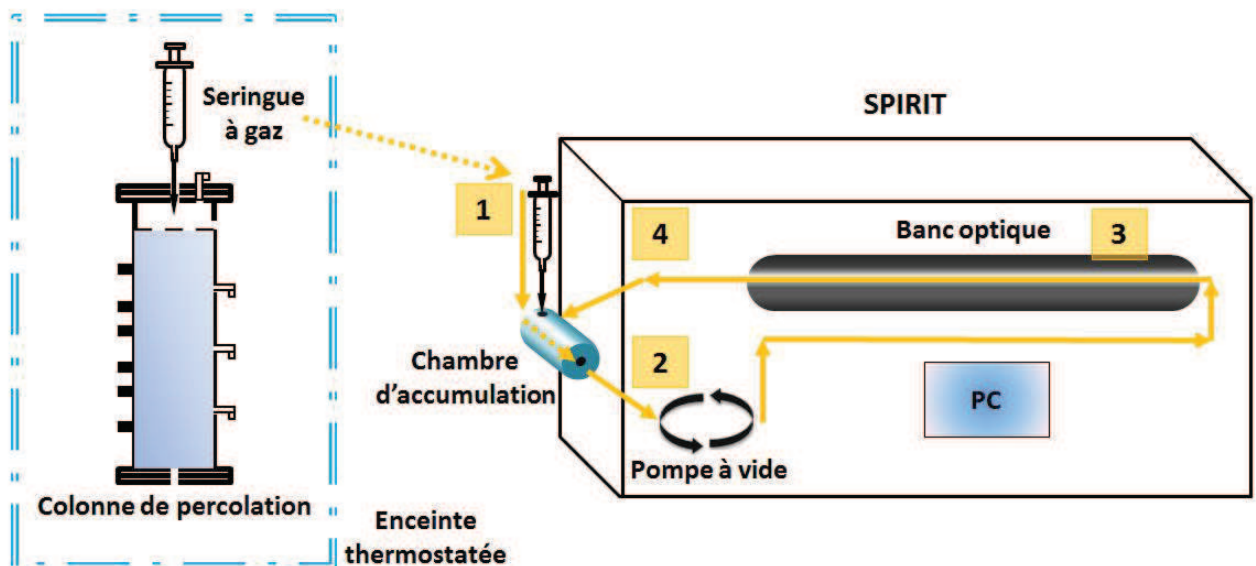 Seringue
à gaz
Colonne de percolation
Enceinte
thermostatée
SPIRIT
1
4
Banc optique
3
Chambre
d'accumulation
2
Pompe à vide
PC